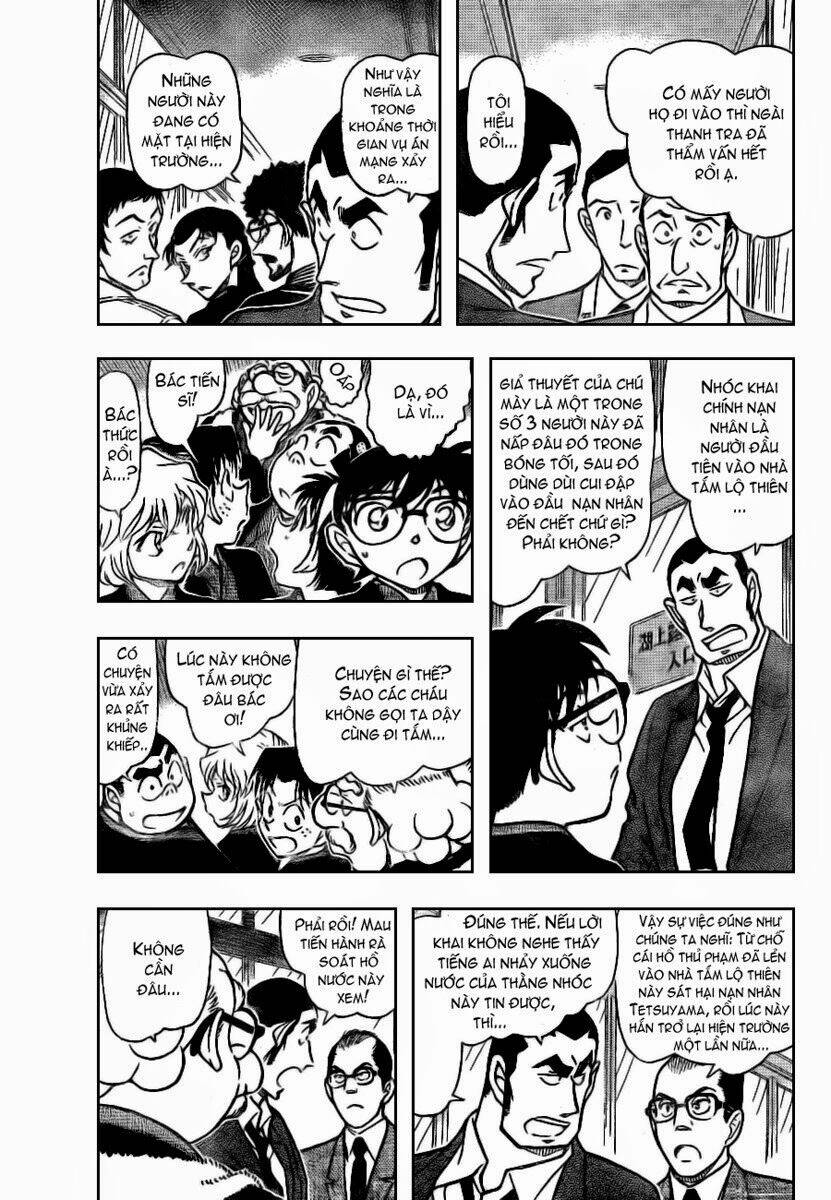 CÓ MẤY NGƯỜI
HỌ ĐI VÀO THÌ NGÀI
THANH TRA ĐÃ
THẨM VẤN HẾT
RỒI Ạ.
TÔI
HIỂU
RỒI...
NHƯ VẬY
NGHĨA LÀ
TRONG
KHOẢNG THỜI
GIAN VỤ ÁN
MẠNG XẢY
RA...
NHỮNG
NGƯỜI NÀY
ĐANG CÓ
MẶT TẠI HIỆN
TRƯỜNG...
NHÓC KHAI
CHÍNH NẠN
NHÂN LÀ
NGƯỜI ĐẦU
TIÊN VÀO NHÀ
TẮM LỘ THIÊN
...
GIẢ THUYẾT CỦA CHÚ
MÀY LÀ MỘT TRONG
SỐ 3 NGƯỜI NÀY ĐÃ
NẤP ĐÂU ĐÓ TRONG
BÓNG TỐI, SAU ĐÓ
DÙNG DÙI CUI ĐẬP
VÀO ĐẦU NẠN NHÂN
ĐẾN CHẾT CHỨ GÌ?
PHẢI KHÔNG?
湖上露
入口
DẠ, ĐÓ
LÀ VÌ...
OÁP
BÁC TIẾN
SĨ!
BÁC
THỨC
RỒI
À...?
CHUYỆN GÌ THẾ?
SAO CÁC CHÁU
KHÔNG GỌI TA DẬY
CÙNG ĐI TẮM...
LÚC NÀY KHÔNG
TẮM ĐƯỢC
ĐÂU BÁC
ƠI!
CÓ
CHUYỆN
VỪA XẢY
RA RẤT
KHỦNG
KHIẾP..
VẬY SỰ VIỆC ĐÚNG NHƯ
CHÚNG TA NGHĨ: TỪ CHỖ
CÁI HỒ THỦ PHẠM ĐÃ LẺN
VÀO NHÀ TẮM LỘ THIÊN
NÀY SÁT HẠI NẠN NHÂN
TETSUYAMA, RỒI LÚC NÀY
HẮN TRỞ LẠI HIỆN TRƯỜNG
MỘT LẦN NỮA...
ĐÚNG THẾ. NẾU LỜI
KHAI KHÔNG NGHE THẤY
TIẾNG AI NHẢY XUỐNG
NƯỚC CỦA THẰNG NHÓC
NÀY TIN ĐƯỢC,
THÌ...
PHẢI RỒI! MAU
TIẾN HÀNH RÀ
SOÁT HỒ
NƯỚC NÀY
XEM!
KHÔNG
CẦN
ĐÂU...